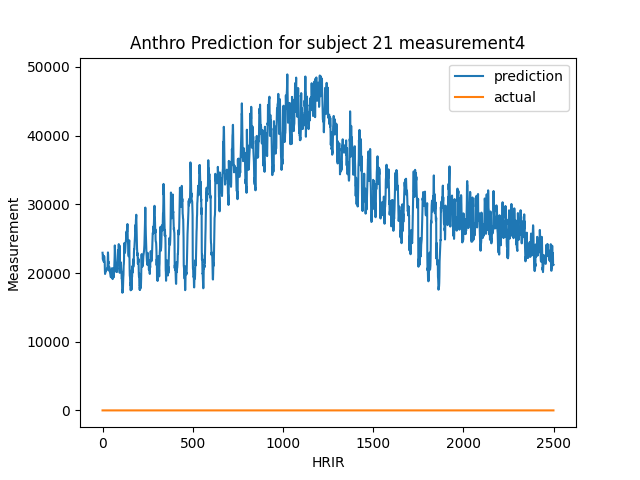 Anthro Prediction for subject 21 measurement4
prediction
actual
50000
40000
30000
20000
10000
0
Measurement
0 500 1000 1500 2000 2500
HRIR